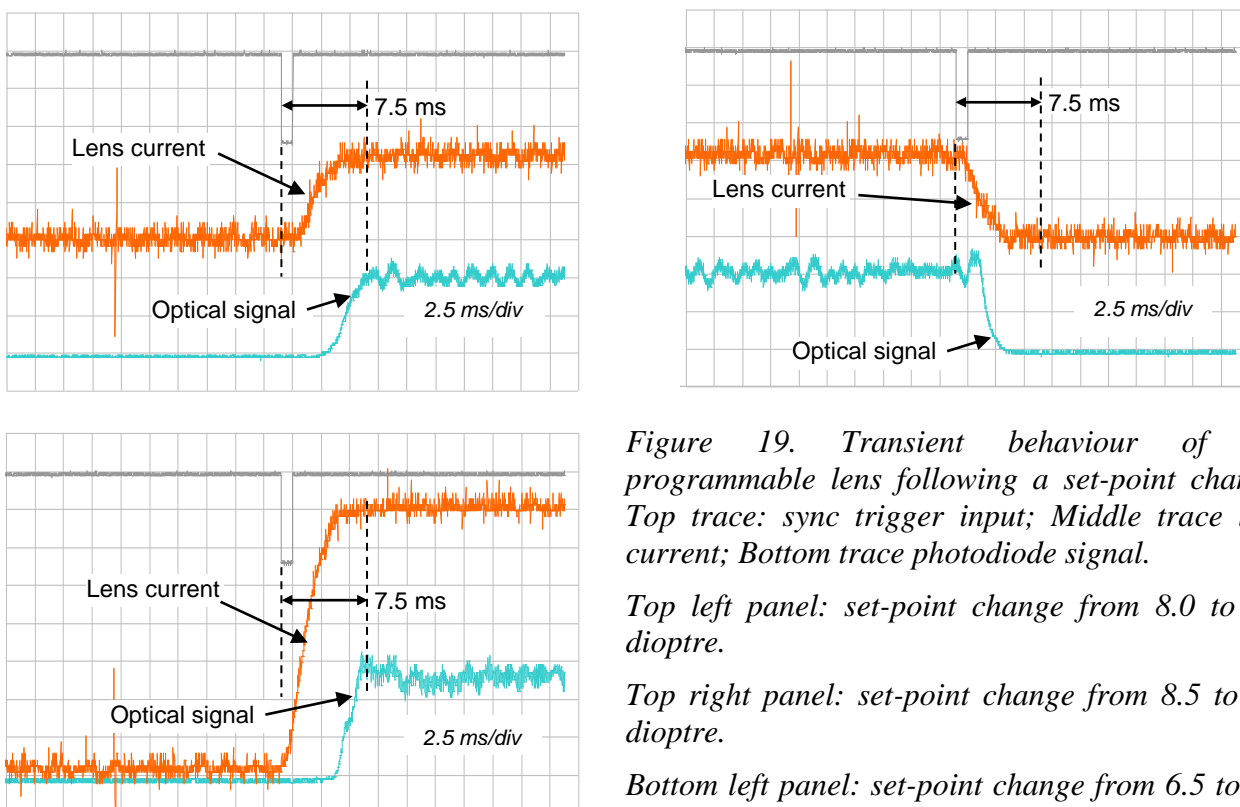 7.5 ms
Lens current
Optical signal
2.5 ms/div
7.5 ms
Lens current
2.5 ms/div
Optical signal
7.5 ms
Lens current
Optical signal
2.5 ms/div
Figure 19. Transient behaviour of
programmable lens following a set-point
Top trace: sync trigger input; Middle trace
current; Bottom trace photodiode signal.
Top left panel: set-point change from 8.0 to
dioptre.
Top right panel: set-point change from 8.5 to
dioptre.
Bottom left panel: set-point change from 6.5 to